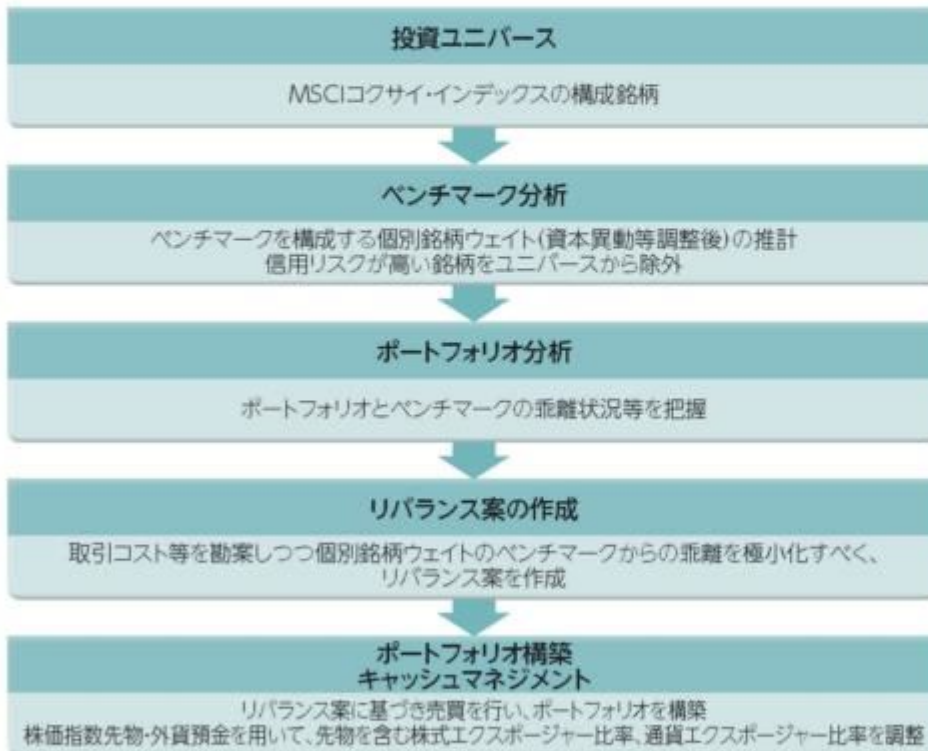 投資ユニバース
MSCIコクサイ・インデックスの構成銘柄
ベンチマーク分析
ベンチマークを構成する個別銘柄ウェイト(資本異動等調整後)の推計
信用リスクが高い銘柄をユニバースから除外
ポートフォリオ分析
ポートフォリオとベンチマークの乖離状況等を把握
リバランス案の作成
取引コスト等を勘案しつつ個別銘柄ウェイトのベンチマークからの乖離を極小化すべく、
リバランス案を作成
ポートフォリオ構築
キャッシュマネジメント
リバランス案に基づき売買を行い、ポートフォリオを構築
株価指数先物・外貨預金を用いて、先物を含む株式エクスポージャー比率、通貨エクスポージャー比率を調整